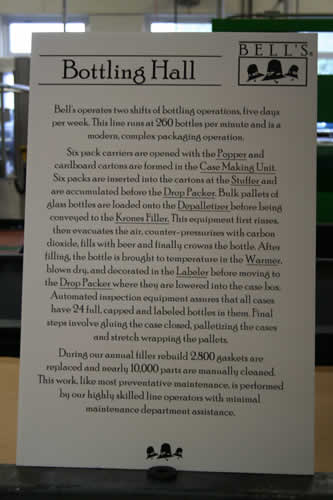 BELL'S
Bottling Hall
Bell's operates two shifts of bottling operations, five days
per week. This line runs at 260 bottles per minute and is a
modern, complex packaging operation.
Six pack carriers are opened with the Popper and
cardboard cartons are formed in the Case Making Unit.
Six packs are inserted into the cartons at the Stuffer and
are accumulated before the Drop Packer. Bulk pallets of
glass bottles are loaded onto the Depalletizer before being
conveyed to the Krones Filler. This equipment first rinses,
then evacuates the air, counter-pressurizes with carbon
dioxide, fills with beer and finally crowns the bottle. After
filling, the bottle is brought to temperature in the Warmer,
blown dry, and decorated in the Labeler before moving to
the Drop Packer where they are lowered into the case box.
Automated inspection equipment assures that all cases
have 24 full, capped and labeled bottles in them. Final
steps involve gluing the case closed, palletizing the cases
and stretch wrapping the pallets.
During our annual filler rebuild 2,800 gaskets are
replaced and nearly 10,000 parts are manually cleaned.
This work, like most preventative maintenance, is performed
by our highly skilled line operators with minimal
maintenance department assistance.